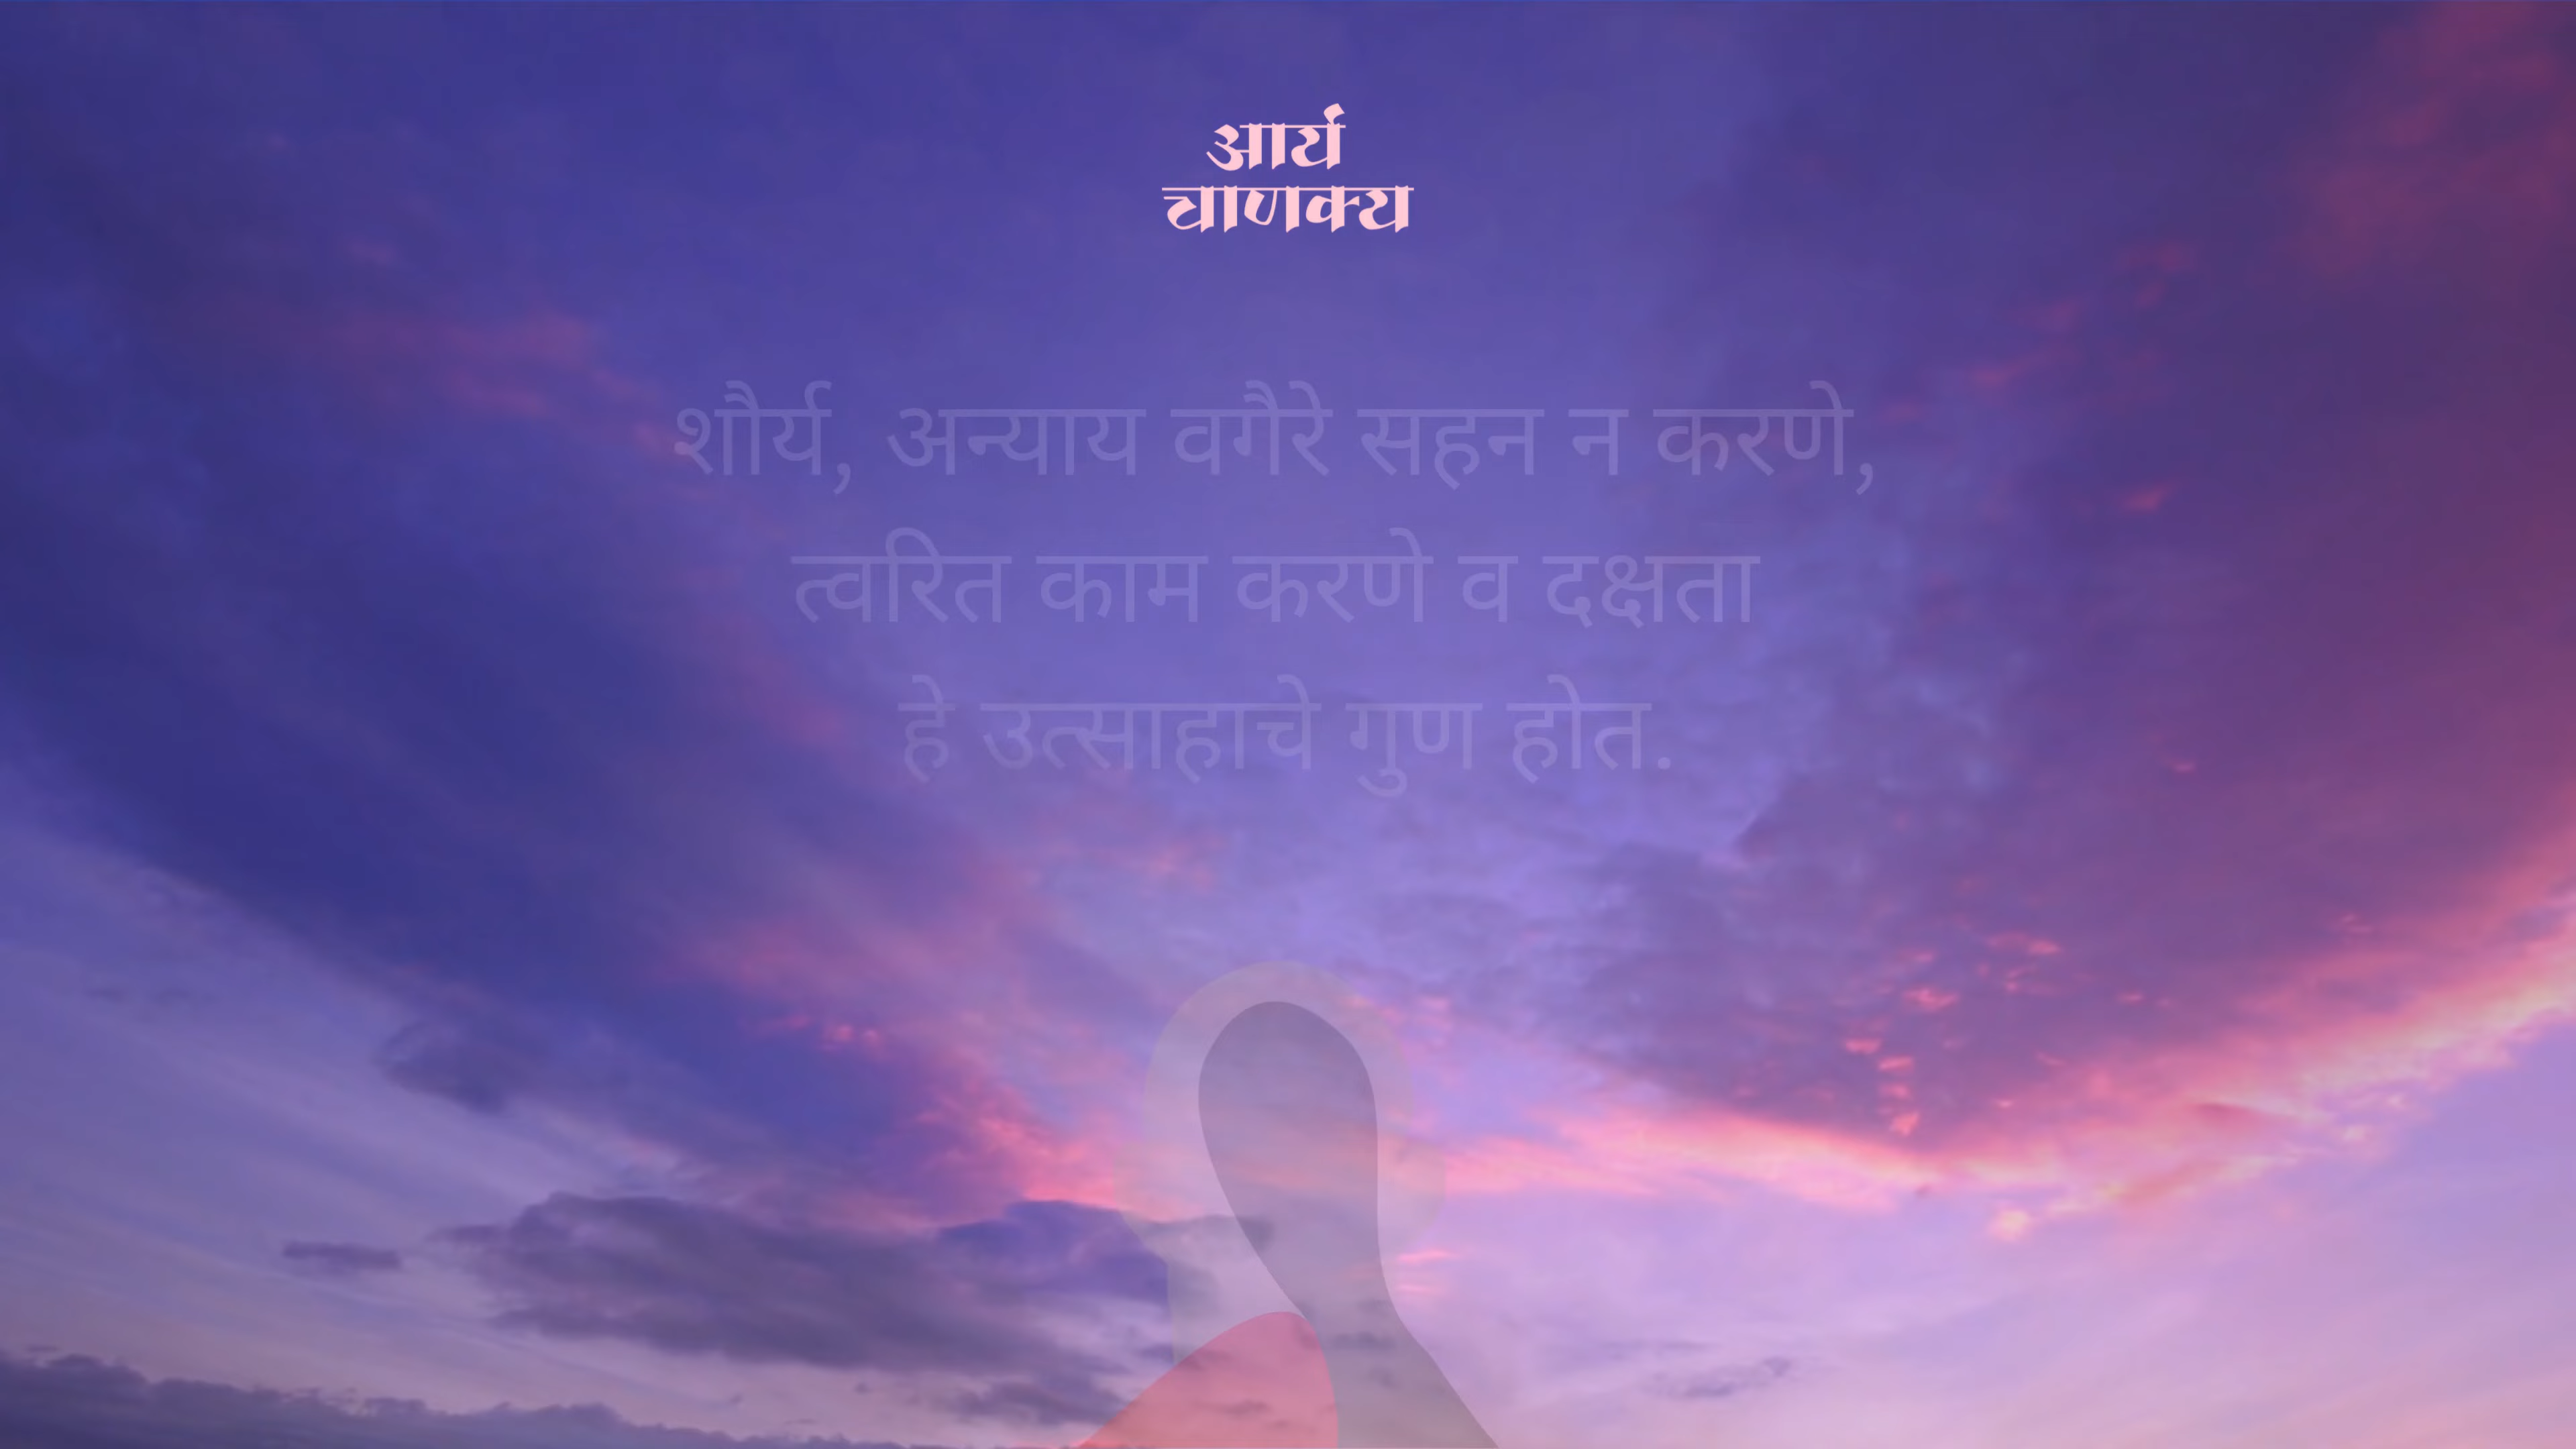 आर्य
चाणक्य
शौर्य, अन्याय वगैरे सहन न करणे,
त्वरित काम करणे व दक्षता
हे उत्साहाचे गुण होत.